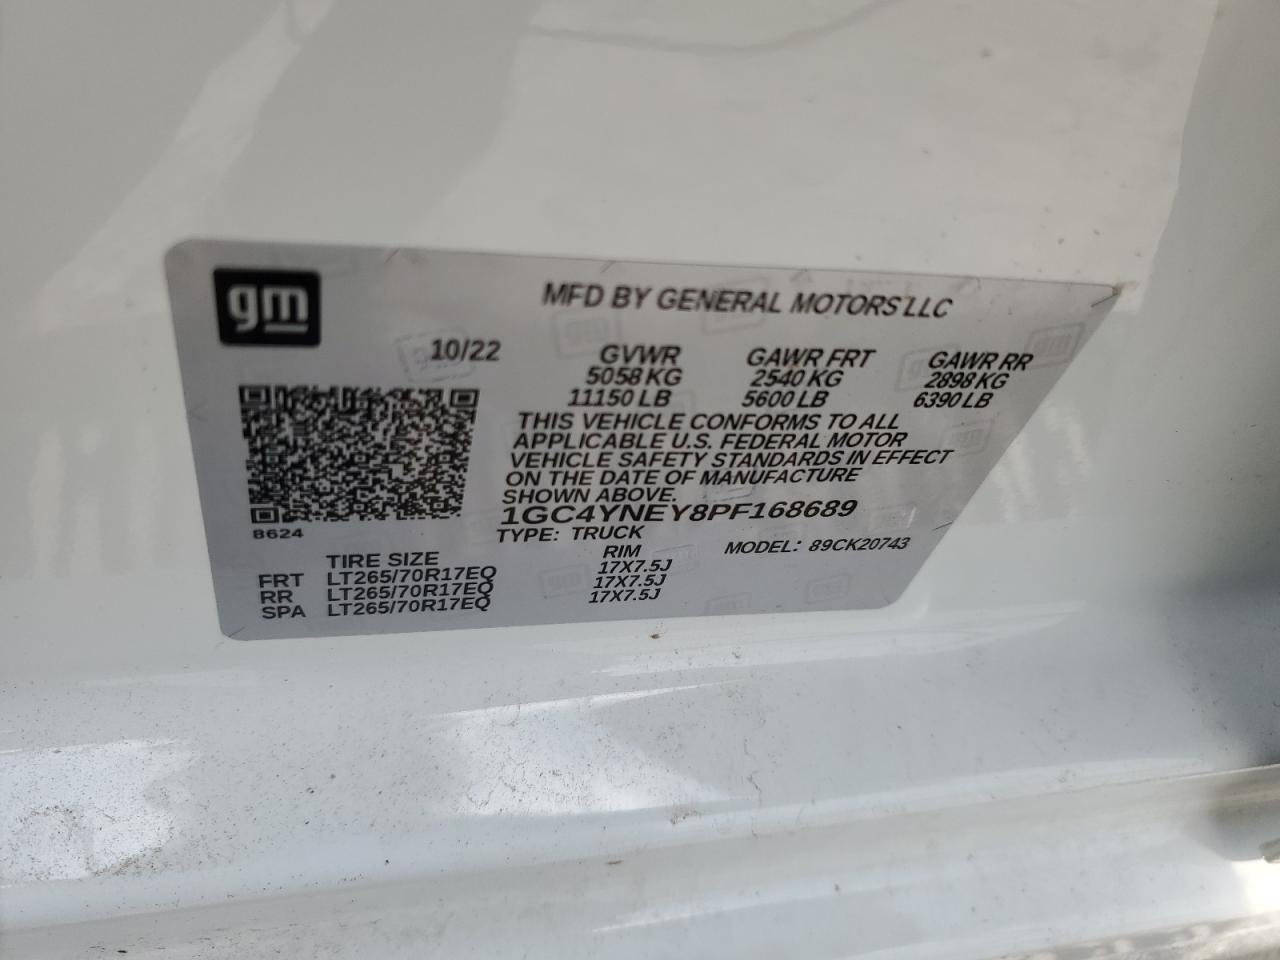 gm
MFD BY GENERAL MOTORS LLC
10/22 GVWR GAWR FRT GAWR RR
5058 KG 2540 KG 2898 KG
11150 LB 5600 LB 6390 LB
THIS VEHICLE CONFORMS TO ALL
APPLICABLE U.S. FEDERAL MOTOR
VEHICLE SAFETY STANDARDS IN EFFECT
ON THE DATE OF MANUFACTURE
SHOWN ABOVE.
1GC4YNEY8PF168689
8624
TYPE: TRUCK MODEL: 89CK20743
TIRE SIZE RIM
FRT LT265/70R17EQ 17X7.5J
RR LT265/70R17EQ 17X7.5J
SPA LT265/70R17EQ 17X7.5J